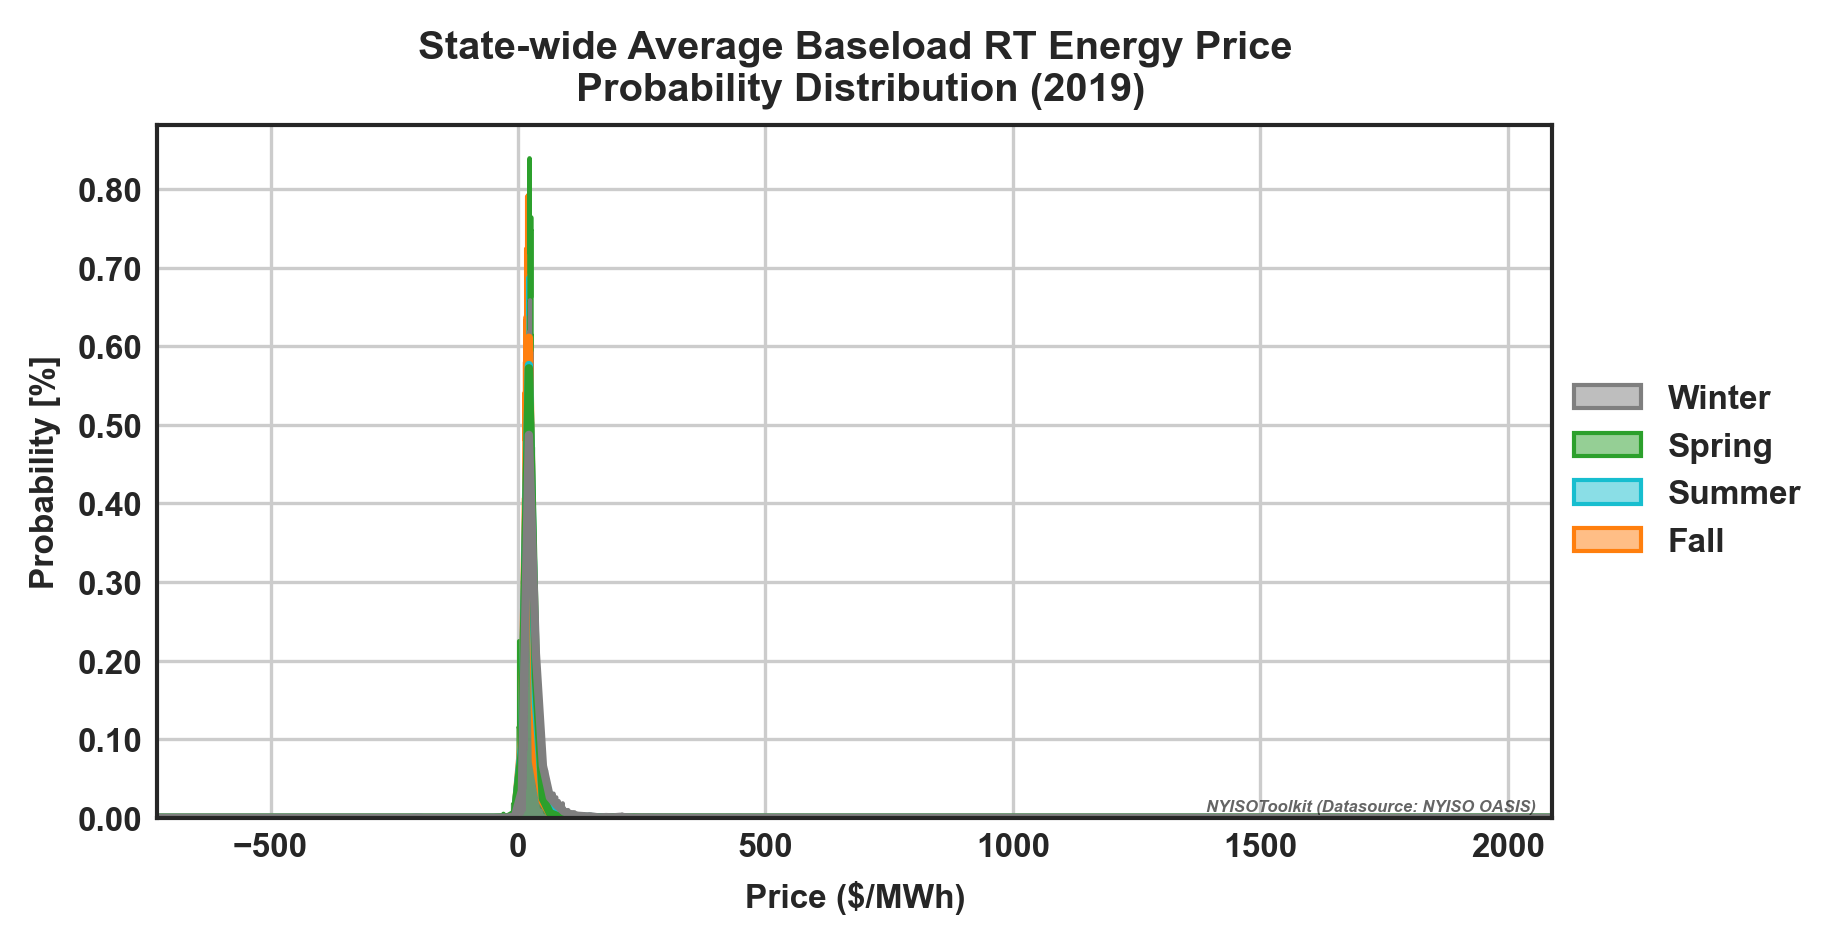 State-wide Average Baseload RT Energy Price
Probability Distribution (2019)
Probability [%]
0.80
0.70
0.60
0.50
0.40
0.30
0.20
0.10
0.00
−500
0
500
1000
1500
2000
Price ($/MWh)
NYISOToolkit (Datasource: NYISO OASIS)
Winter
Spring
Summer
Fall